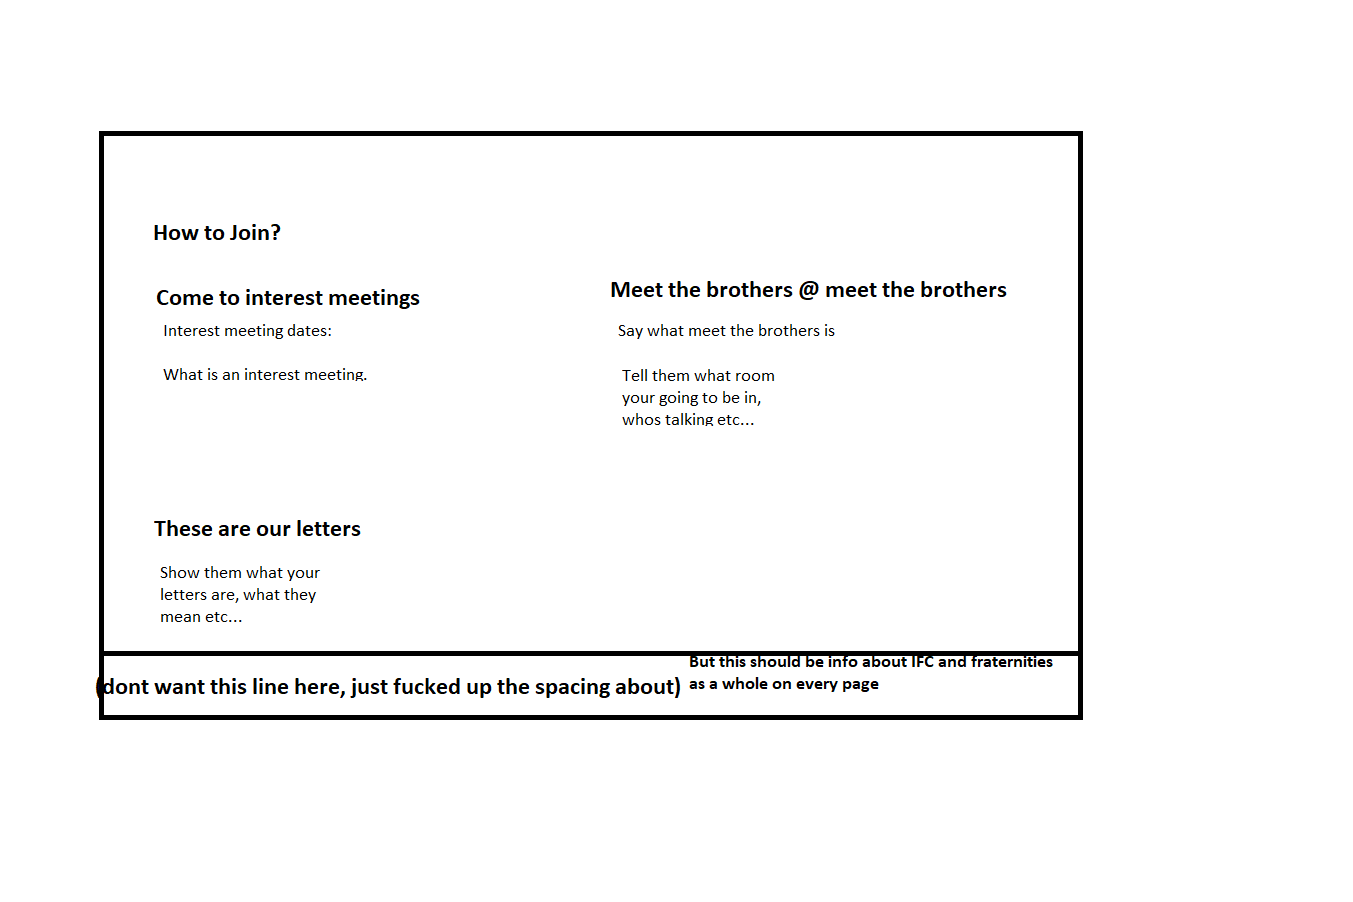 How to Join?
Come to interest meetings
Interest meeting dates:
What is an interest meeting.
Meet the brothers @ meet the brothers
Say what meet the brothers is
Tell them what room
your going to be in,
whos talking etc...
These are our letters
Show them what your
letters are, what they
mean etc...
(dont want this line here, just fucked up the spacing about)
But this should be info about IFC and fraternities
as a whole on every page